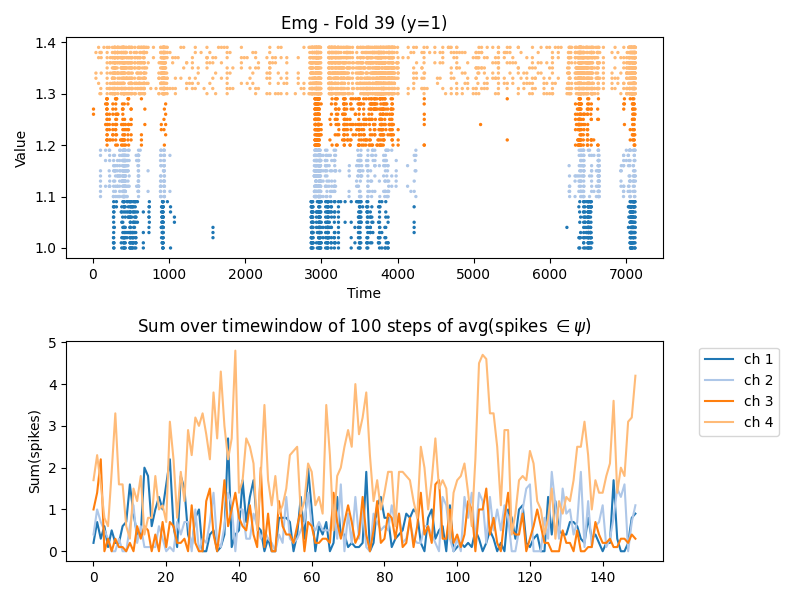 Emg - Fold 39 (y=1)
1.4
1.3
1.2
1.1
1.0
Value
0 1000 2000 3000 4000 5000 6000 7000
Time
Sum over timewindow of 100 steps of avg(spikes ∈ ψ)
5
4
3
2
1
0
Sum(spikes)
0 20 40 60 80 100 120 140
ch 1
ch 2
ch 3
ch 4